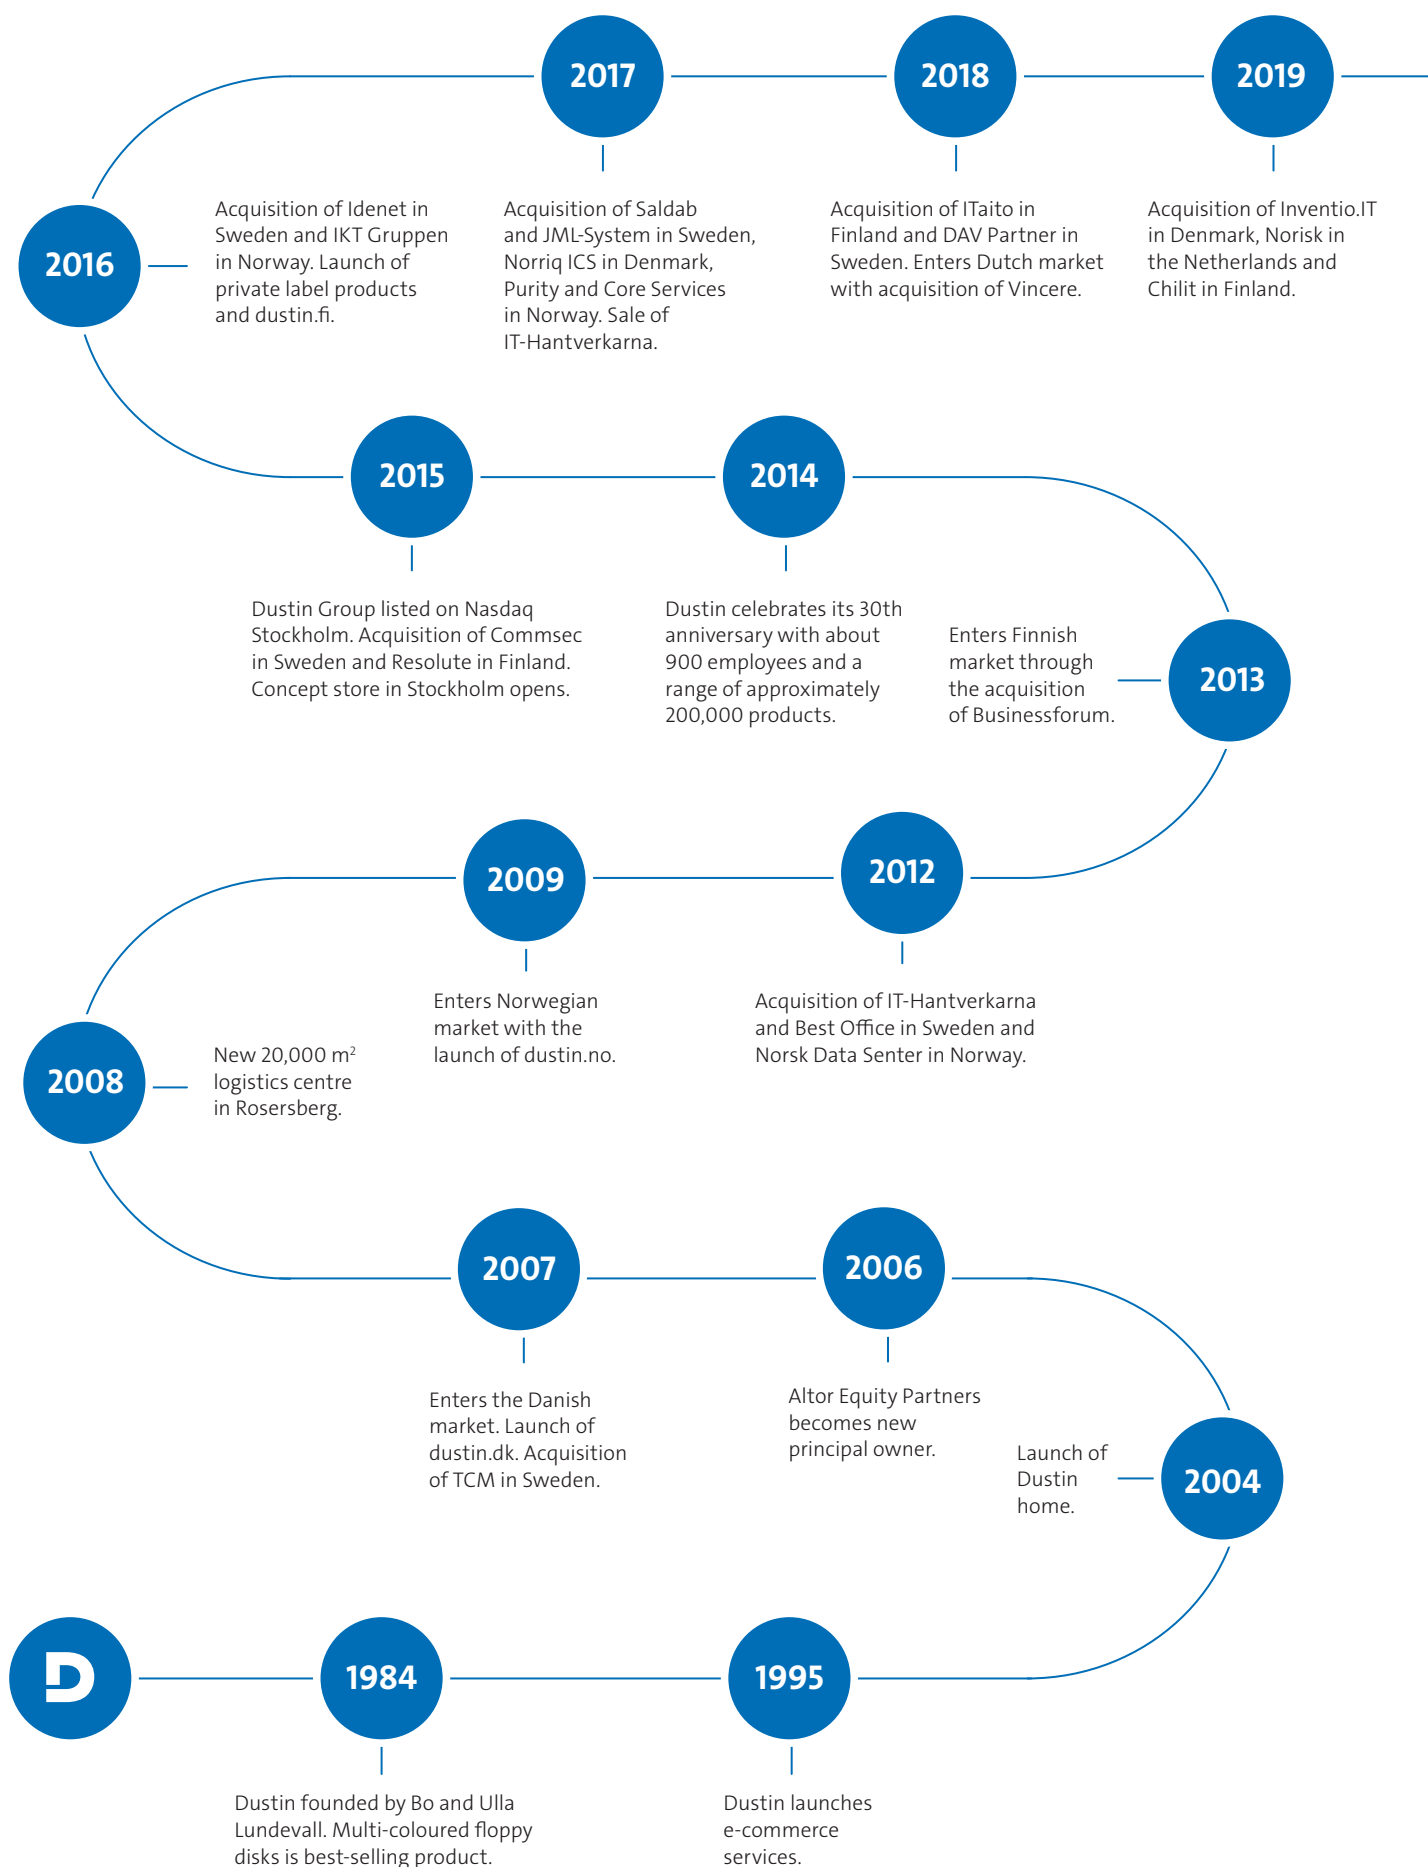 2017
2018
2019
Acquisition of Idenet in
Sweden and IKT Gruppen
in Norway. Launch of
private label products
and dustin.fi.
2016
Acquisition of Saldab
and JML-System in Sweden,
Norriq ICS in Denmark,
Purity and Core Services
in Norway. Sale of
IT-Hantverkarna.
Acquisition of ITaito in
Finland and DAV Partner in
Sweden. Enters Dutch market
with acquisition of Vincere.
Acquisition of Inventio.IT
in Denmark, Norisk in
the Netherlands and
Chilit in Finland.
2015
2014
Dustin Group listed on Nasdaq
Stockholm. Acquisition of Commsec
in Sweden and Resolute in Finland.
Concept store in Stockholm opens.
Dustin celebrates its 30th
anniversary with about
900 employees and a
range of approximately
200,000 products.
Enters Finnish
market through
the acquisition
of Businessforum.
2013
2009
2012
Enters Norwegian
market with the
launch of dustin.no.
Acquisition of IT-Hantverkarna
and Best Office in Sweden and
Norsk Data Senter in Norway.
2008
New 20,000 m²
logistics centre
in Rosersberg.
2007
2006
Enters the Danish
market. Launch of
dustin.dk. Acquisition
of TCM in Sweden.
Altor Equity Partners
becomes new
principal owner.
Launch of
Dustin
home.
2004
D
1984
1995
Dustin founded by Bo and Ulla
Lundevall. Multi-coloured floppy
disks is best-selling product.
Dustin launches
e-commerce
services.